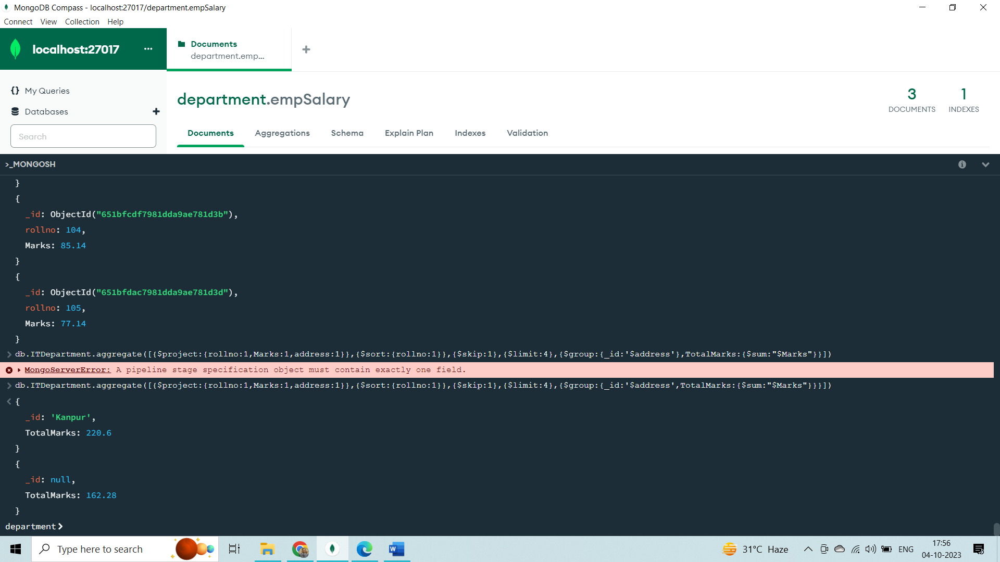 MongoDB Compass - localhost:27017/department.empSalary
Connect View Collection Help
localhost:27017 ...
Documents
department.emp...
My Queries
Databases
Search
department.empSalary
3
DOCUMENTS
1
INDEXES
Documents Aggregations Schema Explain Plan Indexes Validation
>_MONGOSH
}
{
_id: ObjectId("651bfcdf7981dda9ae781d3b"),
rollno: 104,
Marks: 85.14
}
{
_id: ObjectId("651bfdac7981dda9ae781d3d"),
rollno: 105,
Marks: 77.14
}
> db.ITDepartment.aggregate([{$project:{rollno:1,Marks:1,address:1}},{$sort:{rollno:1}},{$skip:1},{$limit:4},{$group:{_id:'$address'},TotalMarks:{$sum:"$Marks"}}])
MongoServerError: A pipeline stage specification object must contain exactly one field.
> db.ITDepartment.aggregate([{$project:{rollno:1,Marks:1,address:1}},{$sort:{rollno:1}},{$skip:1},{$limit:4},{$group:{_id:'$address',TotalMarks:{$sum:"$Marks"}}}])
< {
_id: 'Kanpur',
TotalMarks: 220.6
}
{
_id: null,
TotalMarks: 162.28
}
department>
Type here to search
31°C Haze
ENG
17:56
04-10-2023